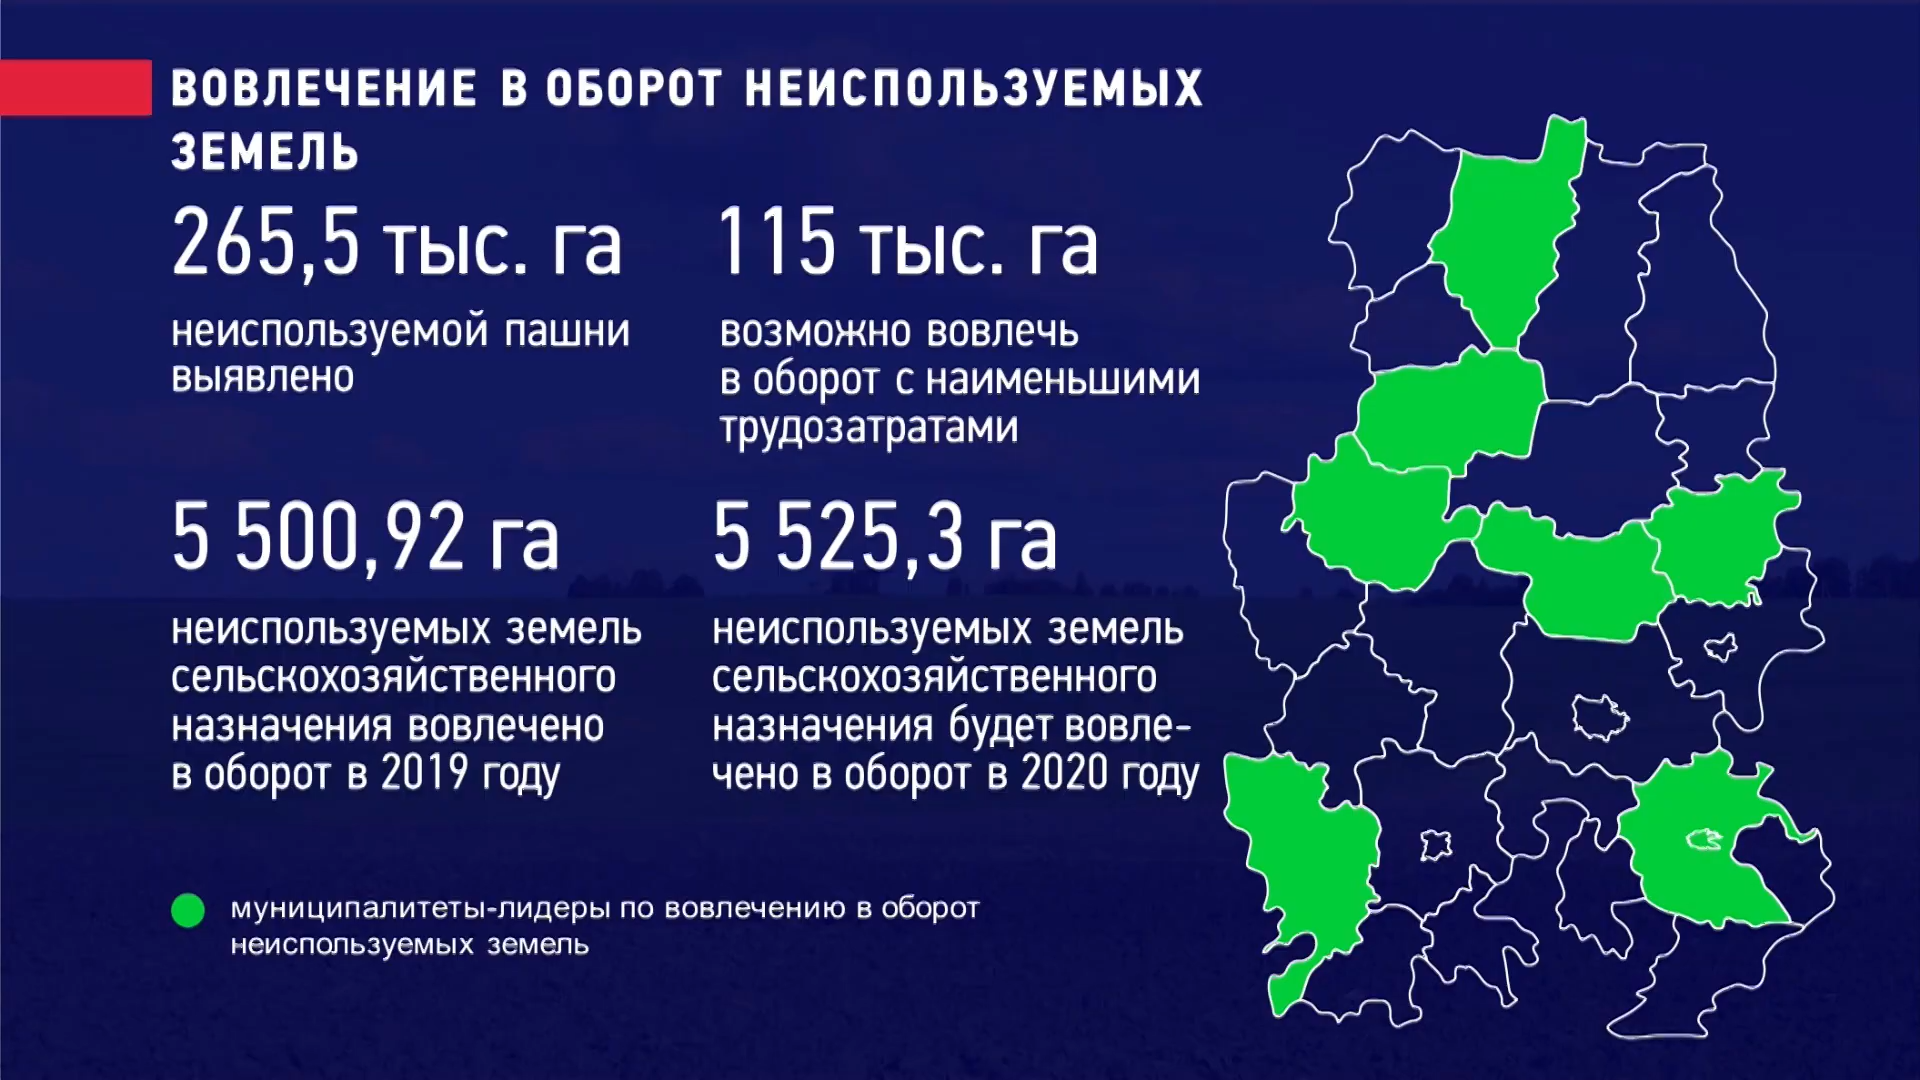 ВОВЛЕЧЕНИЕ В ОБОРОТ НЕИСПОЛЬЗУЕМЫХ
ЗЕМЕЛЬ
265,5 тыс. га
неиспользуемой пашни
выявлено
115 тыс. га
возможно вовлечь
в оборот с наименьшими
трудозатратами
5 500,92 га
неиспользуемых земель
сельскохозяйственного
назначения вовлечено
в оборот в 2019 году
5 525,3 га
неиспользуемых земель
сельскохозяйственного
назначения будет вовле-
чено в оборот в 2020 году
муниципалитеты-лидеры по вовлечению в оборот
неиспользуемых земель